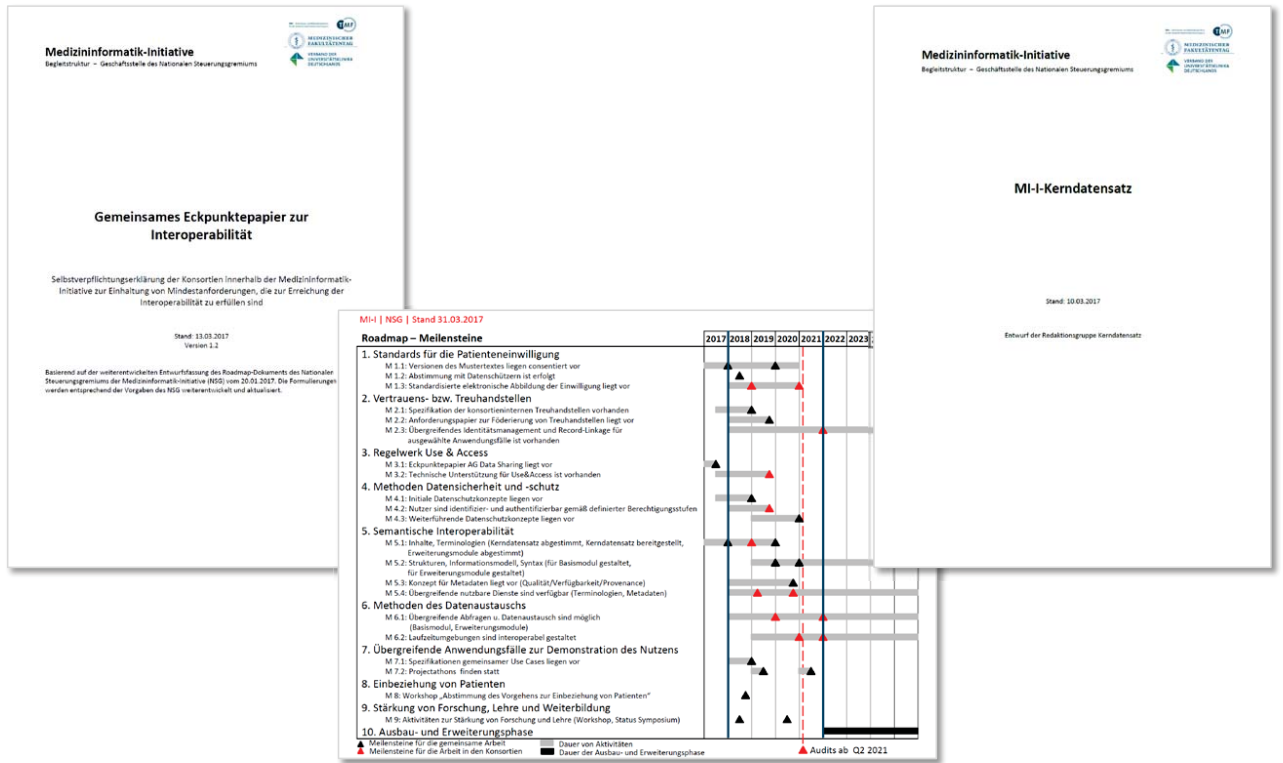 Medizininformatik-Initiative
Begleitstruktur – Geschäftsstelle des Nationalen Steuerungsgremiums
TMF
MEDIZINISCHER
FAKULTÄTENTAG
VERBAND DER
UNIVERSITÄTSKLINIKA
DEUTSCHLANDS
Gemeinsames Eckpunktepapier zur
Interoperabilität
Selbstverpflichtungserklärung der Konsortien innerhalb der Medizininformatik-
Initiative zur Einhaltung von Mindestanforderungen, die zur Erreichung der
Interoperabilität zu erfüllen sind
Stand: 13.03.2017
Version 1.2
Basierend auf der weiterentwickelten Entwurfsfassung des Roadmap-Dokuments des Nationalen
Steuerungsgremiums der Medizininformatik-Initiative (NSG) vom 20.01.2017. Die Formulierungen
werden entsprechend der Vorgaben des NSG weiterentwickelt und aktualisiert.
MI-I | NSG | Stand 31.03.2017
Roadmap – Meilensteine 2017 2018 2019 2020 2021 2022 2023
1. Standards für die Patienteneinwilligung
M 1.1: Versionen des Mustertextes liegen consentiert vor
M 1.2: Abstimmung mit Datenschützern ist erfolgt
M 1.3: Standardisierte elektronische Abbildung der Einwilligung liegt vor
2. Vertrauens- bzw. Treuhandstellen
M 2.1: Spezifikation der konsortieninternen Treuhandstellen vorhanden
M 2.2: Anforderungspapier zur Föderierung von Treuhandstellen liegt vor
M 2.3: Übergreifendes Identitätsmanagement und Record-Linkage für
ausgewählte Anwendungsfälle ist vorhanden
3. Regelwerk Use & Access
M 3.1: Eckpunktepapier AG Data Sharing liegt vor
M 3.2: Technische Unterstützung für Use&Access ist vorhanden
4. Methoden Datensicherheit und -schutz
M 4.1: Initiale Datenschutzkonzepte liegen vor
M 4.2: Nutzer sind identifizier- und authentifizierbar gemäß definierter Berechtigungsstufen
M 4.3: Weiterführende Datenschutzkonzepte liegen vor
5. Semantische Interoperabilität
M 5.1: Inhalte, Terminologien (Kerndatensatz abgestimmt, Kerndatensatz bereitgestellt,
Erweiterungsmodule abgestimmt)
M 5.2: Strukturen, Informationsmodell, Syntax (für Basismodul gestaltet,
für Erweiterungsmodule gestaltet)
M 5.3: Konzept für Metadaten liegt vor (Qualität/Verfügbarkeit/Provenance)
M 5.4: Übergreifende nutzbare Dienste sind verfügbar (Terminologien, Metadaten)
6. Methoden des Datenaustauschs
M 6.1: Übergreifende Abfragen u. Datenaustausch sind möglich
(Basismodul, Erweiterungsmodule)
M 6.2: Laufzeitumgebungen sind interoperabel gestaltet
7. Übergreifende Anwendungsfälle zur Demonstration des Nutzens
M 7.1: Spezifikationen gemeinsamer Use Cases liegen vor
M 7.2: Projectathons finden statt
8. Einbeziehung von Patienten
M 8: Workshop „Abstimmung des Vorgehens zur Einbeziehung von Patienten“
9. Stärkung von Forschung, Lehre und Weiterbildung
M 9: Aktivitäten zur Stärkung von Forschung und Lehre (Workshop, Status Symposium)
10. Ausbau- und Erweiterungsphase
Meilensteine für die gemeinsame Arbeit
Meilensteine für die Arbeit in den Konsortien
Dauer von Aktivitäten
Dauer der Ausbau- und Erweiterungsphase
Audits ab Q2 2021
Medizininformatik-Initiative
Begleitstruktur – Geschäftsstelle des Nationalen Steuerungsgremiums
TMF
MEDIZINISCHER
FAKULTÄTENTAG
VERBAND DER
UNIVERSITÄTSKLINIKA
DEUTSCHLANDS
MI-I-Kerndatensatz
Stand: 10.03.2017
Entwurf der Redaktionsgruppe Kerndatensatz